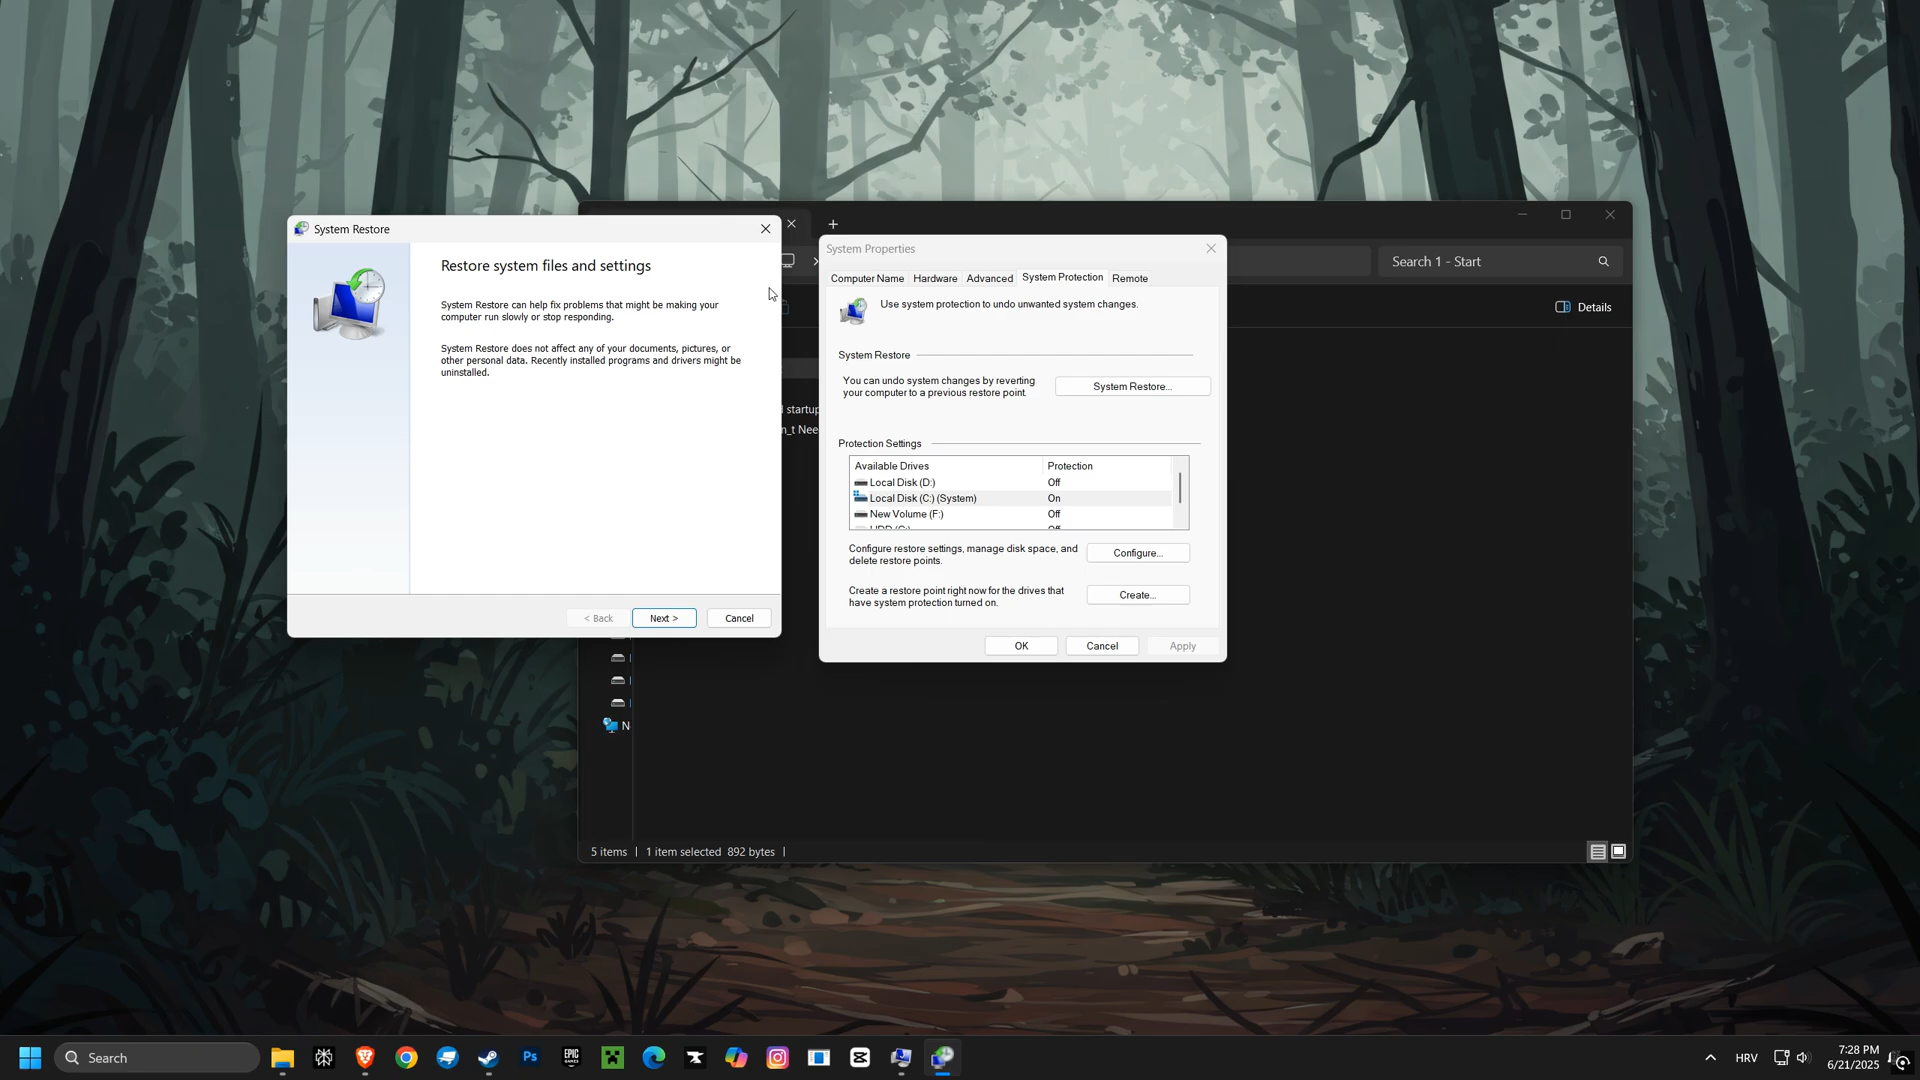 System Restore
Restore system files and settings
System Restore can help fix problems that might be making your
computer run slowly or stop responding.
System Restore does not affect any of your documents, pictures, or
other personal data. Recently installed programs and drivers might be
uninstalled.
< Back
Next >
Cancel
System Properties
Computer Name
Hardware
Advanced
System Protection
Remote
Use system protection to undo unwanted system changes.
System Restore
You can undo system changes by reverting
your computer to a previous restore point.
System Restore...
Protection Settings
Available Drives
Protection
Local Disk (D:)
Off
Local Disk (C:) (System)
On
New Volume (F:)
Off
Configure restore settings, manage disk space, and
delete restore points.
Configure...
Create a restore point right now for the drives that
have system protection turned on.
Create...
OK
Cancel
Apply
Search 1 - Start
Details
startup
n_t Nee
N
5 items
1 item selected
892 bytes
Search
Ps
EPIC GAMES
HRV
7:28 PM
6/21/2025